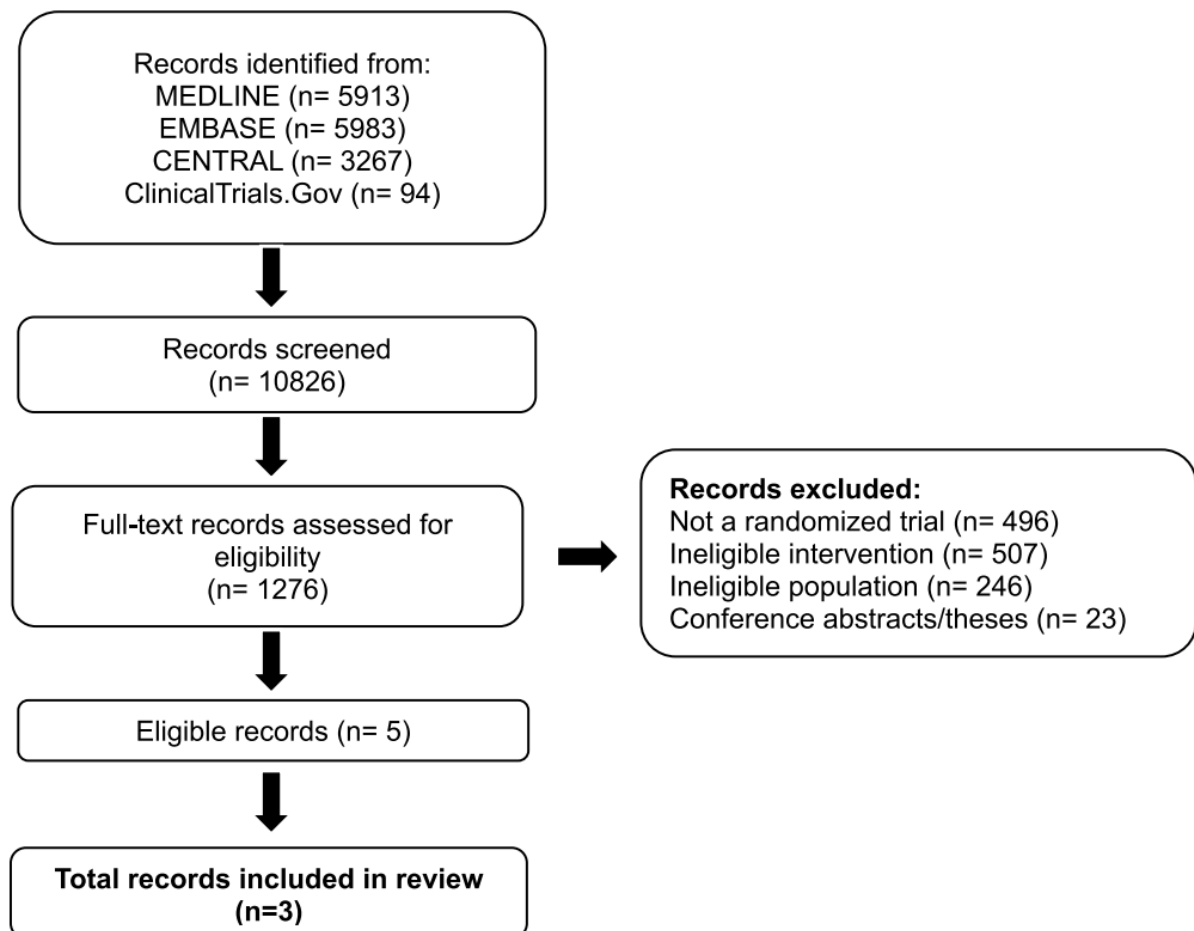 Records identified from:
MEDLINE (n= 5913)
EMBASE (n= 5983)
CENTRAL (n= 3267)
ClinicalTrials.Gov (n= 94)
Records screened
(n= 10826)
Full-text records assessed for
eligibility
(n= 1276)
Records excluded:
Not a randomized trial (n= 496)
Ineligible intervention (n= 507)
Ineligible population (n= 246)
Conference abstracts/theses (n= 23)
Eligible records (n= 5)
Total records included in review
(n=3)